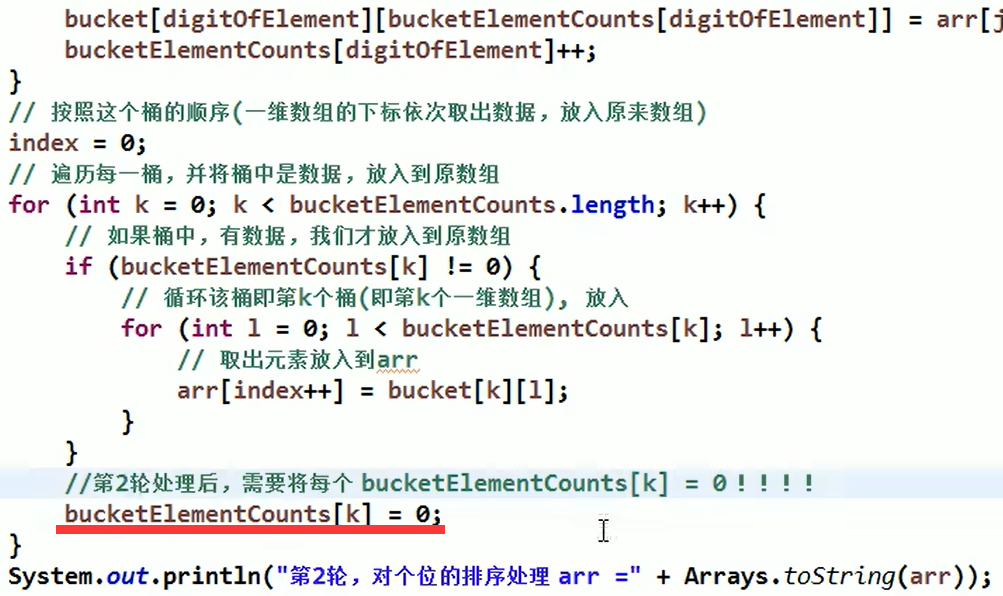 bucket[digitOfElement][bucketElementCounts[digitOfElement]] = arr[j
bucketElementCounts[digitOfElement]++;
}
// 按照这个桶的顺序(一维数组的下标依次取出数据，放入原来数组)
index = 0;
// 遍历每一桶，并将桶中是数据，放入到原数组
for (int k = 0; k < bucketElementCounts.length; k++) {
// 如果桶中，有数据，我们才放入到原数组
if (bucketElementCounts[k] != 0) {
// 循环该桶即第k个桶(即第k个一维数组), 放入
for (int l = 0; l < bucketElementCounts[k]; l++) {
// 取出元素放入到arr
arr[index++] = bucket[k][l];
}
}
//第2轮处理后，需要将每个 bucketElementCounts[k] = 0！！！！
bucketElementCounts[k] = 0;
}
System.out.println("第2轮，对个位的排序处理 arr =" + Arrays.toString(arr));